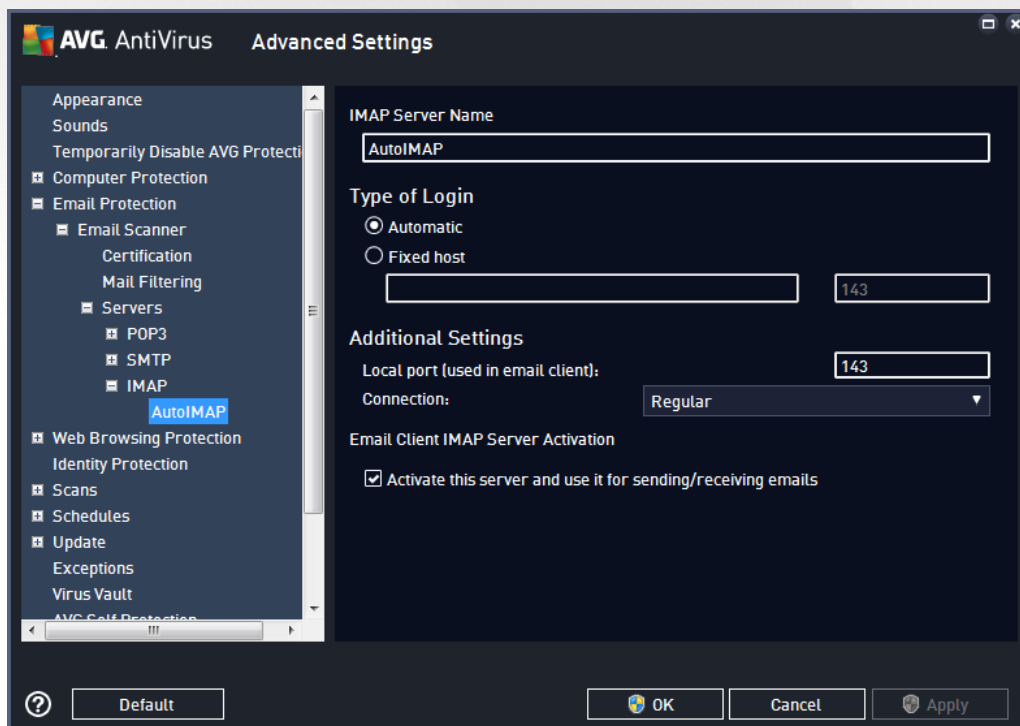 AVG. AntiVirus Advanced Settings
Appearance
Sounds
Temporarily Disable AVG Protecti
Computer Protection
Email Protection
Email Scanner
Certification
Mail Filtering
Servers
POP3
SMTP
IMAP
AutoIMAP
Web Browsing Protection
Identity Protection
Scans
Schedules
Update
Exceptions
Virus Vault
AVG Self Protection
IMAP Server Name
AutoIMAP
Type of Login
Automatic
Fixed host
143
Additional Settings
Local port (used in email client): 143
Connection: Regular
Email Client IMAP Server Activation
Activate this server and use it for sending/receiving emails
? Default OK Cancel Apply